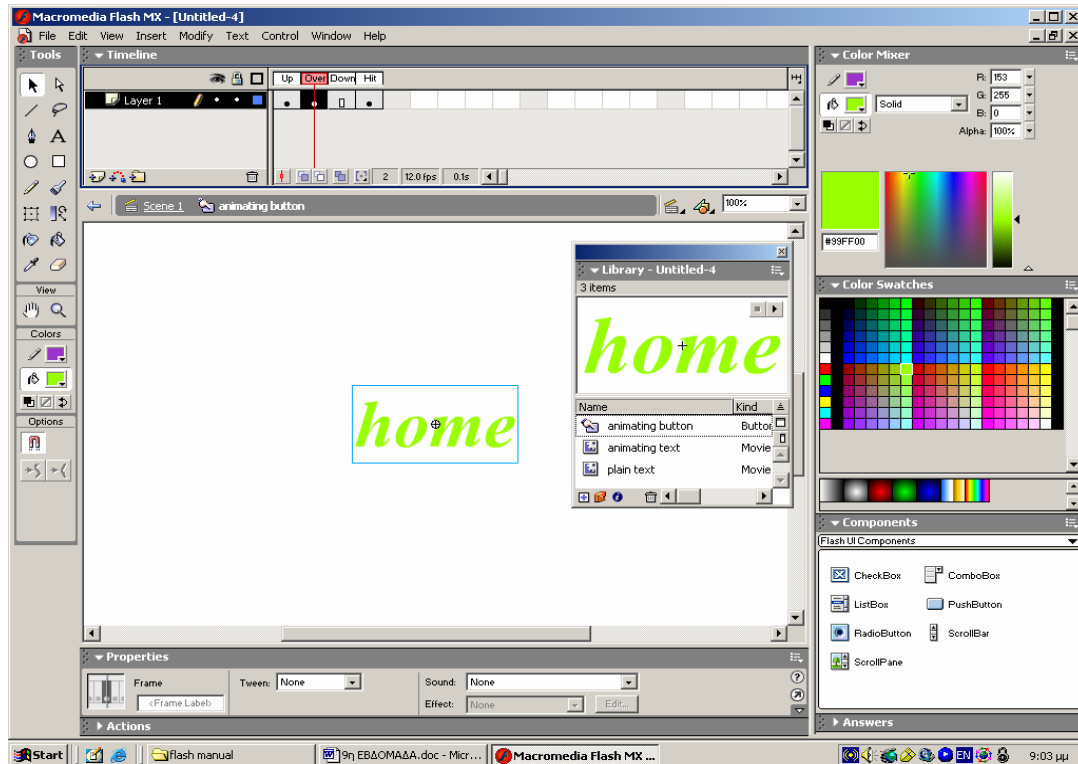 Macromedia Flash MX - [Untitled-4]
File Edit View Insert Modify Text Control Window Help
Tools
Timeline
Up Over Down Hit
Layer 1
2 12.0 fps 0.1s
Scene 1 animating button 100%
View
Colors
Options
home
Library - Untitled-4
3 items
home
Name Kind
animating button Button
animating text Movie
plain text Movie
Properties
Frame Tween: None Sound: None
<Frame Label> Effect: None Edit...
Actions
Color Mixer
R: 153
Solid G: 255
B: 0
Alpha: 100%
#99FF00
Color Swatches
Components
Flash UI Components
CheckBox ComboBox
ListBox PushButton
RadioButton ScrollBar
ScrollPane
Answers
Start flash manual 9η ΕΒΔΟΜΑΔΑ.doc - Micr... Macromedia Flash MX ... EN 9:03 μμ